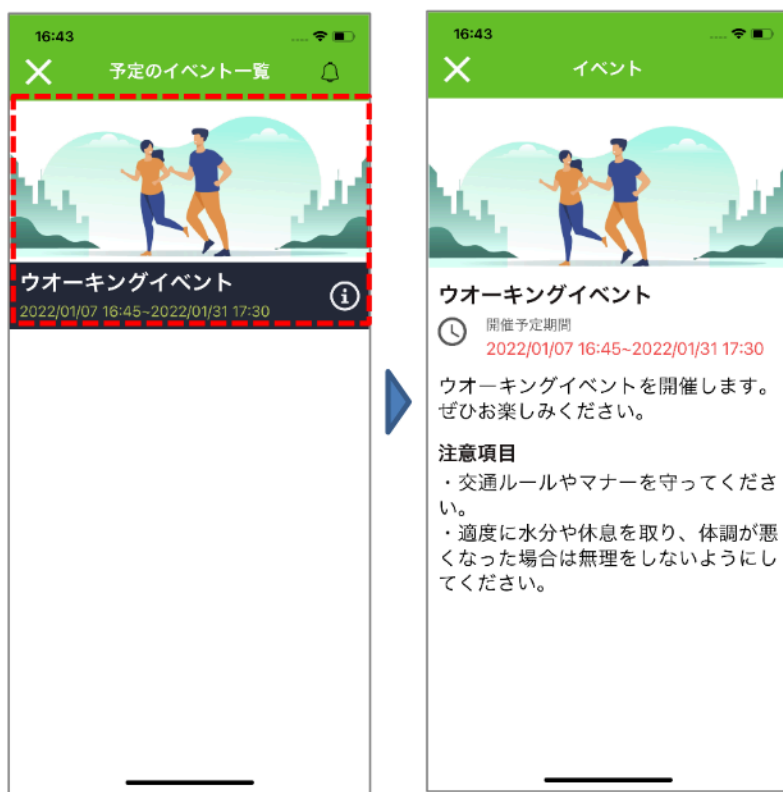 16:43
予定のイベント一覧
ウオーキングイベント
2022/01/07 16:45~2022/01/31 17:30
16:43
イベント
ウオーキングイベント
開催予定期間
2022/01/07 16:45~2022/01/31 17:30
ウオーキングイベントを開催します。
ぜひお楽しみください。
注意項目
・交通ルールやマナーを守ってくださ
い。
・適度に水分や休息を取り、体調が悪
くなった場合は無理をしないようにし
てください。